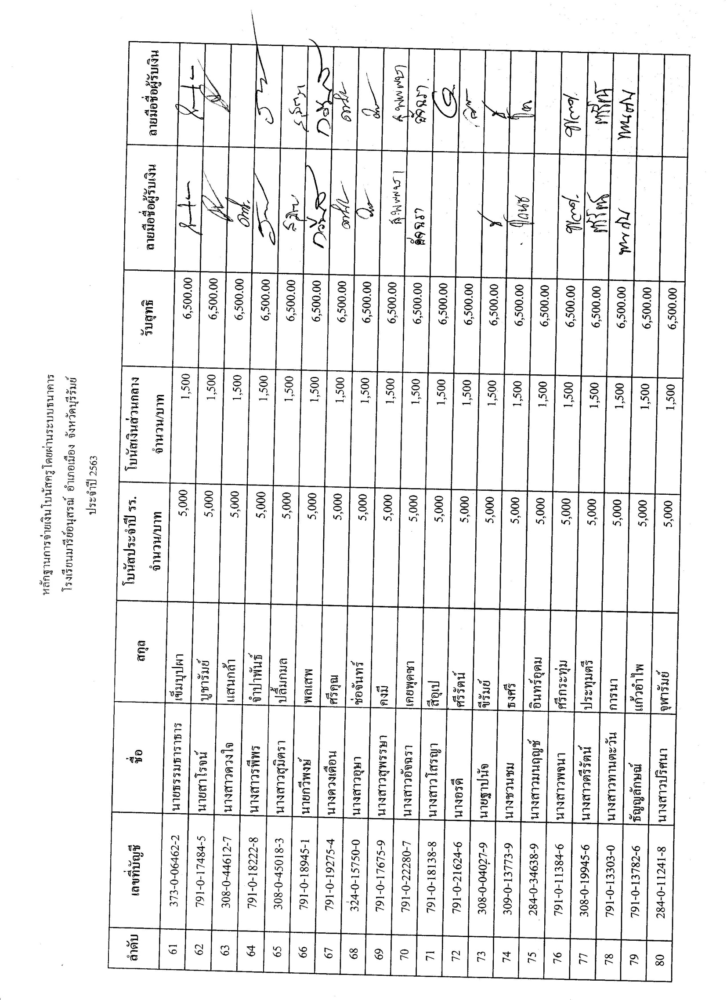 หลักฐานการจ่ายเงินโบนัสครูโดยผ่านระบบธนาคาร
โรงเรียนมารีย์อนุสรณ์ อำเภอเมือง จังหวัดบุรีรัมย์
ประจำปี 2563
ลำดับ เลขที่บัญชี ชื่อ สกุล โบนัสประจำปี รร. โบนัสเงินส่วนกลาง รับสุทธิ ลายมือชื่อผู้รับเงิน ลายมือชื่อผู้รับเงิน
จำนวน/บาท จำนวน/บาท
61 373-0-06462-2 นายธรรมธาราธาร เข็มบุปผา 5,000 1,500 6,500.00
62 791-0-17484-5 นายสาโรจน์ บูชารัมย์ 5,000 1,500 6,500.00
63 308-0-44612-7 นางสาวดวงใจ แสนกล้า 5,000 1,500 6,500.00
64 791-0-18222-8 นางสาวรพีพร จำปาพันธ์ 5,000 1,500 6,500.00
65 308-0-45018-3 นางสาวสุมิตรา ปลื้มกมล 5,000 1,500 6,500.00
66 791-0-18945-1 นายกวีพงษ์ พลเสพ 5,000 1,500 6,500.00
67 791-0-19275-4 นางดวงเดือน ศรีคุณ 5,000 1,500 6,500.00
68 324-0-15750-0 นางสาวอุษา ช่อจันทร์ 5,000 1,500 6,500.00
69 791-0-17675-9 นางสาวสุพรรษา คงมี 5,000 1,500 6,500.00
70 791-0-22280-7 นางสาวอัจฉรา เคยพุดซา 5,000 1,500 6,500.00 อัจฉรา อัจฉรา.
71 791-0-18138-8 นางสาวโสรญา สีอุเป 5,000 1,500 6,500.00
72 791-0-21624-6 นางอรดี ศรีรัตน์ 5,000 1,500 6,500.00
73 308-0-04027-9 นายฐาปนัจ ขีรัมย์ 5,000 1,500 6,500.00
74 309-0-13773-9 นางชวนชม ธงศรี 5,000 1,500 6,500.00
75 284-0-34638-9 นางสาวมนฤญช์ อินทร์อุดม 5,000 1,500 6,500.00
76 791-0-11384-6 นางสาวพจนา ศรีกระทุ่ม 5,000 1,500 6,500.00
77 308-0-19945-6 นางสาวตรีรัตน์ ประทุมตรี 5,000 1,500 6,500.00
78 791-0-13303-0 นางสาวทานตะวัน การนา 5,000 1,500 6,500.00
79 791-0-13782-6 ธัญญลักษณ์ แก้วอำไพ 5,000 1,500 6,500.00
80 284-0-11241-8 นางสาวปริศนา จุฬารัมย์ 5,000 1,500 6,500.00